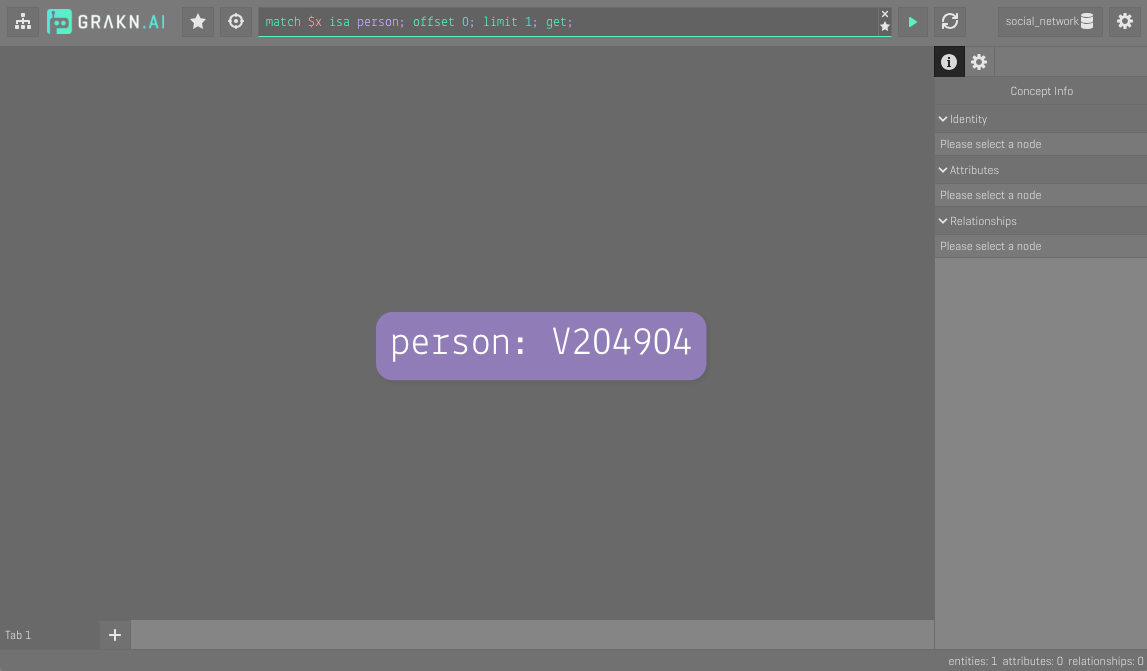 GRAKN.AI
match $x isa person; offset 0; limit 1; get;
social_network
Concept Info
Identity
Please select a node
Attributes
Please select a node
Relationships
Please select a node
person: V204904
Tab 1
entities: 1 attributes: 0 relationships: 0